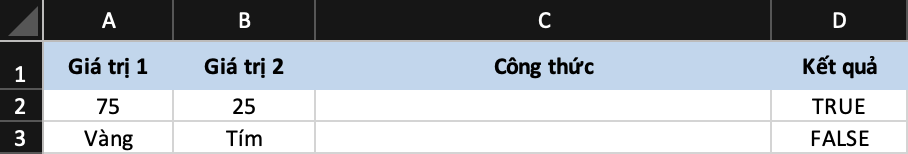 A B C D
1 Giá trị 1 Giá trị 2 Công thức Kết quả
2 75 25 TRUE
3 Vàng Tím FALSE